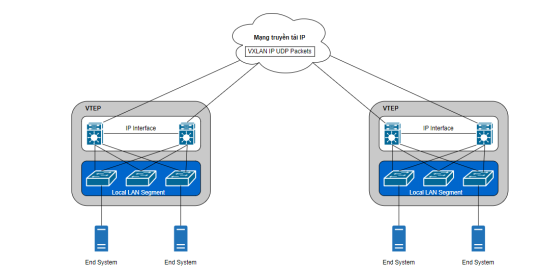 Mạng truyền tải IP
VXLAN IP UDP Packets
VTEP
IP Interface
Local LAN Segment
End System
End System
VTEP
IP Interface
Local LAN Segment
End System
End System